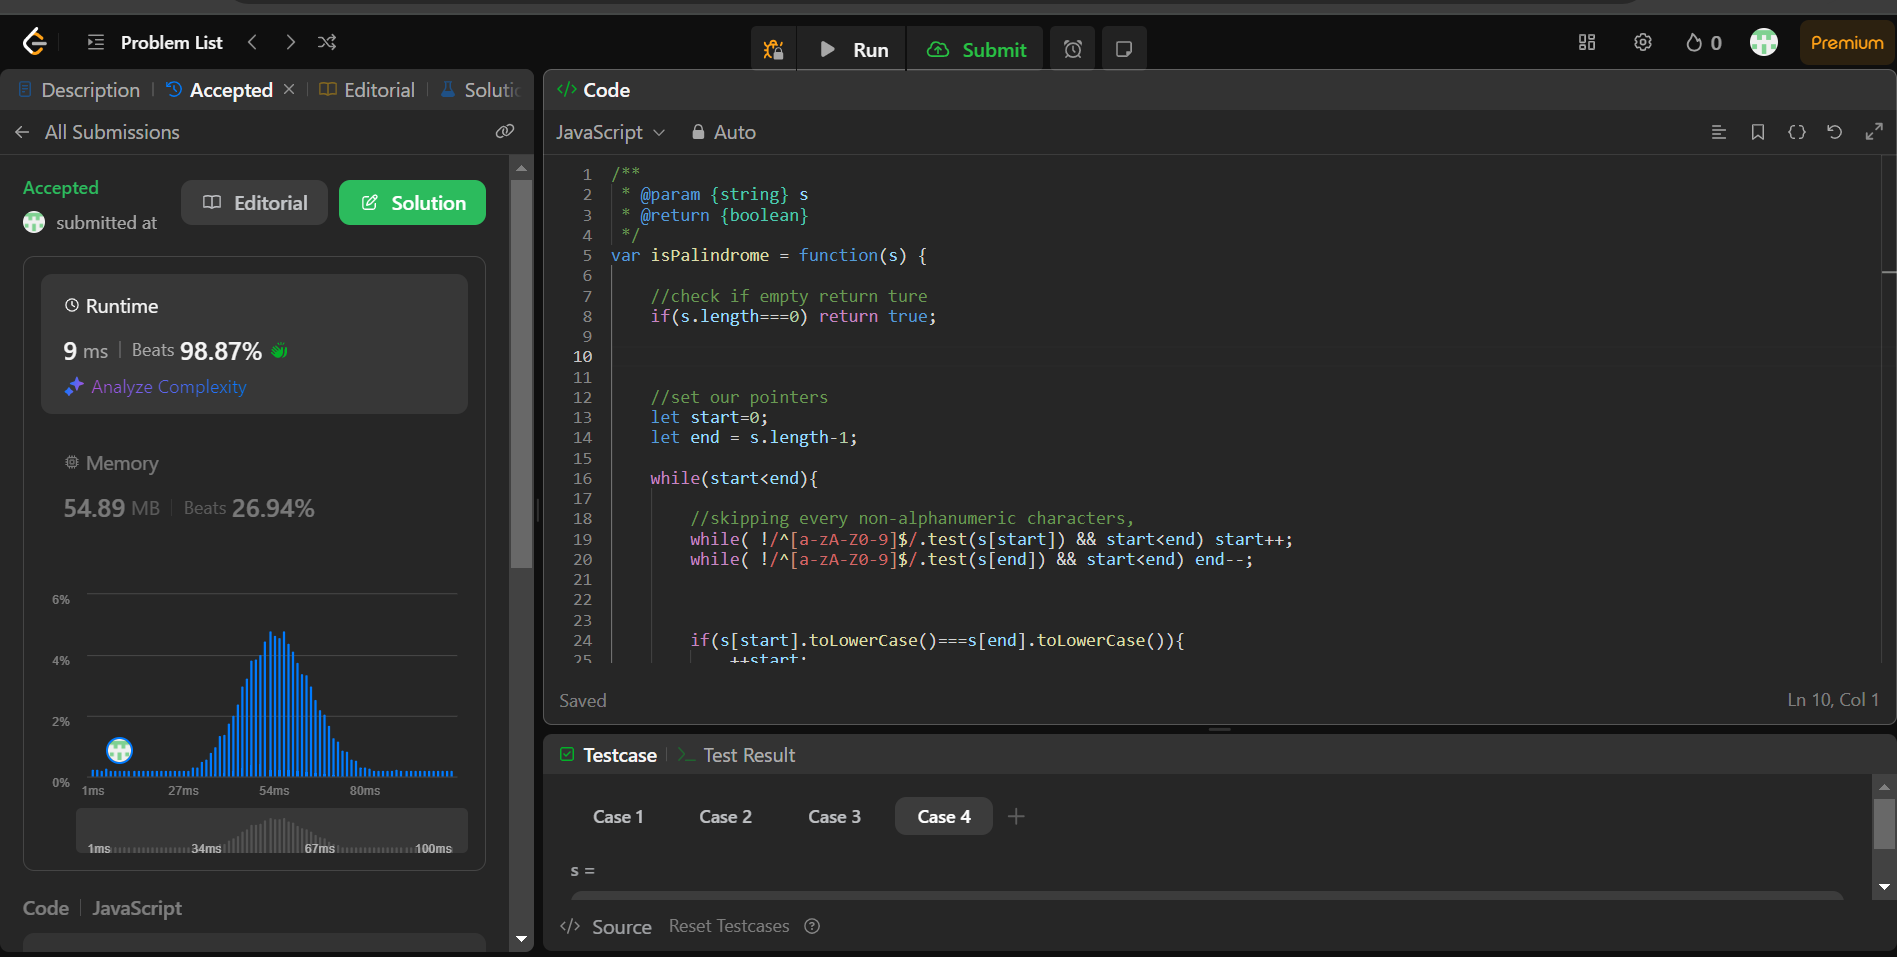 Problem List
Run
Submit
0
Premium
Description
Accepted
Editorial
Solutic
All Submissions
Accepted
submitted at
Editorial
Solution
Runtime
9 ms
Beats 98.87%
Analyze Complexity
Memory
54.89 MB
Beats 26.94%
6%
4%
2%
0%
1ms 27ms 54ms 80ms
1ms 34ms 67ms 100ms
Code
JavaScript
</> Code
JavaScript
Auto
1 /**
2 * @param {string} s
3 * @return {boolean}
4 */
5 var isPalindrome = function(s) {
6
7 //check if empty return ture
8 if(s.length===0) return true;
9
10
11
12 //set our pointers
13 let start=0;
14 let end = s.length-1;
15
16 while(start<end){
17
18 //skipping every non-alphanumeric characters,
19 while( !/^[a-zA-Z0-9]$/.test(s[start]) && start<end) start++;
20 while( !/^[a-zA-Z0-9]$/.test(s[end]) && start<end) end--;
21
22
23
24 if(s[start].toLowerCase()===s[end].toLowerCase()){
25 ++start;
Saved
Ln 10, Col 1
Testcase
Test Result
Case 1
Case 2
Case 3
Case 4
s =
</> Source
Reset Testcases